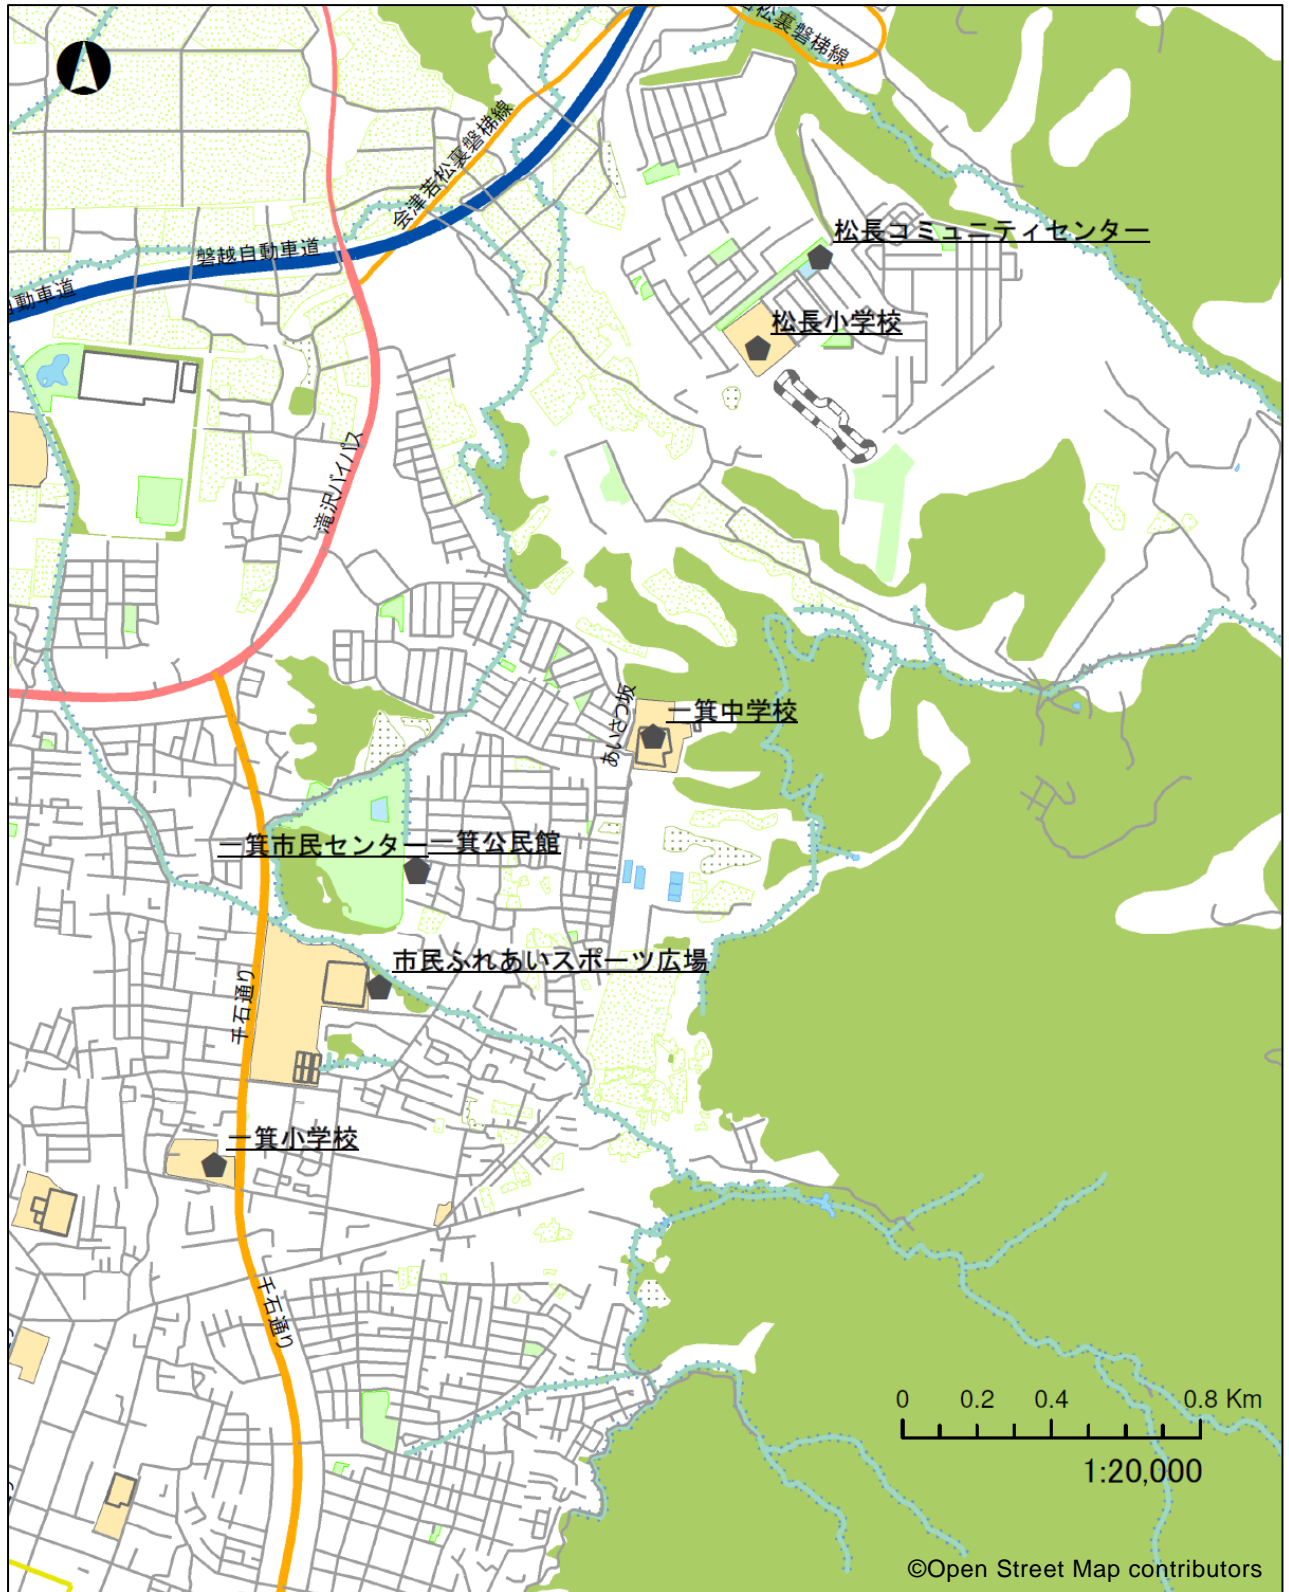 若松裏磐梯線
会津若松裏磐梯線
松長コミュニティセンター
磐越自動車道
自動車道
松長小学校
滝沢バイパス
あいさつ坂
一箕中学校
一箕市民センター
一箕公民館
市民ふれあいスポーツ広場
千石通り
一箕小学校
千石通り
0 0.2 0.4 0.8 Km
1:20,000
©Open Street Map contributors